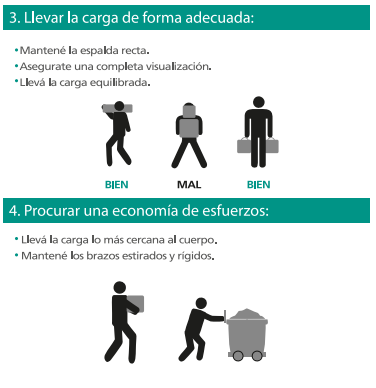 3. Llevar la carga de forma adecuada:
• Mantené la espalda recta.
• Asegurate una completa visualización.
• Llevá la carga equilibrada.
BIEN MAL BIEN
4. Procurar una economía de esfuerzos:
• Llevá la carga lo más cercana al cuerpo.
• Mantené los brazos estirados y rígidos.